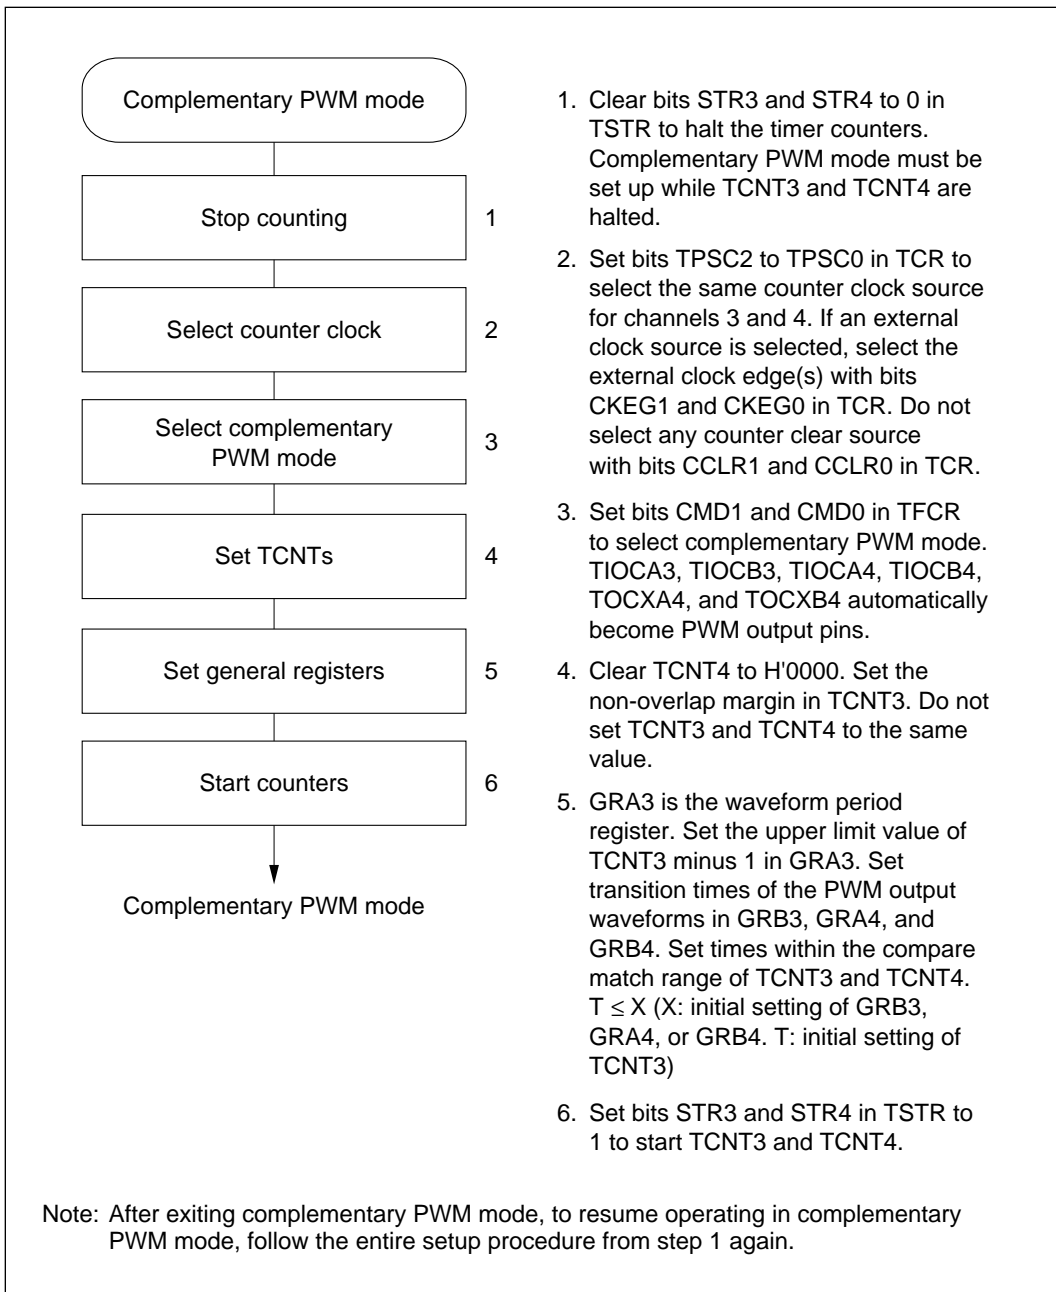 Complementary PWM mode
Stop counting 1
Select counter clock 2
Select complementary
PWM mode 3
Set TCNTs 4
Set general registers 5
Start counters 6
Complementary PWM mode
1. Clear bits STR3 and STR4 to 0 in
TSTR to halt the timer counters.
Complementary PWM mode must be
set up while TCNT3 and TCNT4 are
halted.
2. Set bits TPSC2 to TPSC0 in TCR to
select the same counter clock source
for channels 3 and 4. If an external
clock source is selected, select the
external clock edge(s) with bits
CKEG1 and CKEG0 in TCR. Do not
select any counter clear source
with bits CCLR1 and CCLR0 in TCR.
3. Set bits CMD1 and CMD0 in TFCR
to select complementary PWM mode.
TIOCA3, TIOCB3, TIOCA4, TIOCB4,
TOCXA4, and TOCXB4 automatically
become PWM output pins.
4. Clear TCNT4 to H'0000. Set the
non-overlap margin in TCNT3. Do not
set TCNT3 and TCNT4 to the same
value.
5. GRA3 is the waveform period
register. Set the upper limit value of
TCNT3 minus 1 in GRA3. Set
transition times of the PWM output
waveforms in GRB3, GRA4, and
GRB4. Set times within the compare
match range of TCNT3 and TCNT4.
T ≤ X (X: initial setting of GRB3,
GRA4, or GRB4. T: initial setting of
TCNT3)
6. Set bits STR3 and STR4 in TSTR to
1 to start TCNT3 and TCNT4.
Note: After exiting complementary PWM mode, to resume operating in complementary
PWM mode, follow the entire setup procedure from step 1 again.